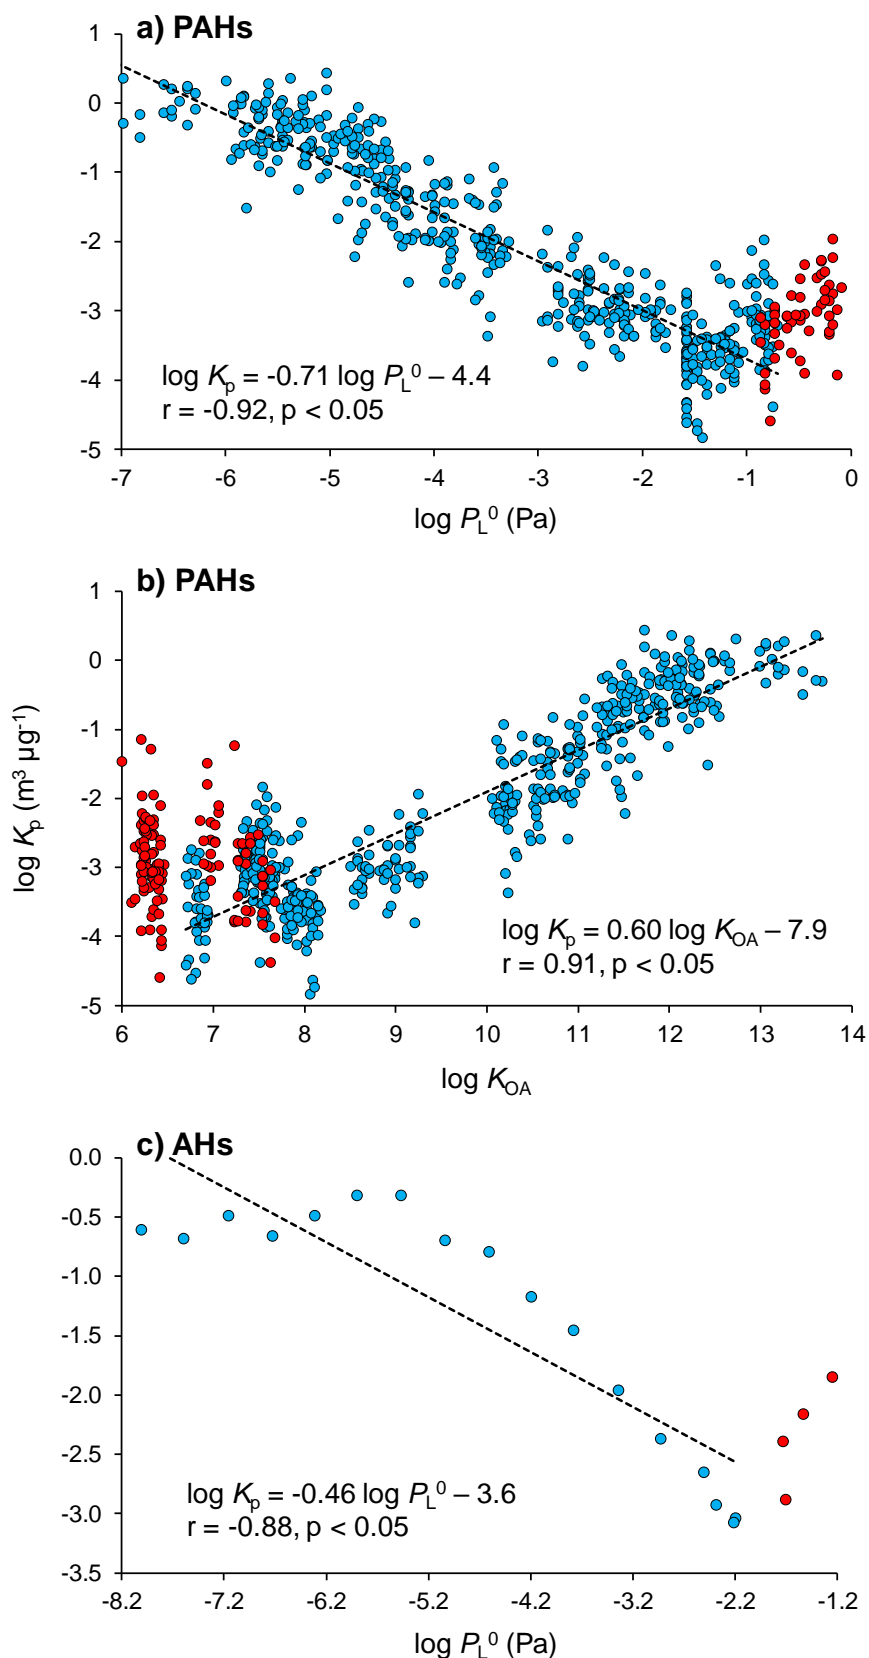 a) PAHs
1
0
-1
-2
-3
-4
-5
log Kp = -0.71 log PL0 – 4.4
r = -0.92, p < 0.05
-7 -6 -5 -4 -3 -2 -1 0
log PL0 (Pa)
b) PAHs
1
0
-1
-2
-3
-4
-5
log Kp (m3 µg-1)
log Kp = 0.60 log KOA – 7.9
r = 0.91, p < 0.05
6 7 8 9 10 11 12 13 14
log KOA
c) AHs
0.0
-0.5
-1.0
-1.5
-2.0
-2.5
-3.0
-3.5
log Kp = -0.46 log PL0 – 3.6
r = -0.88, p < 0.05
-8.2 -7.2 -6.2 -5.2 -4.2 -3.2 -2.2 -1.2
log PL0 (Pa)